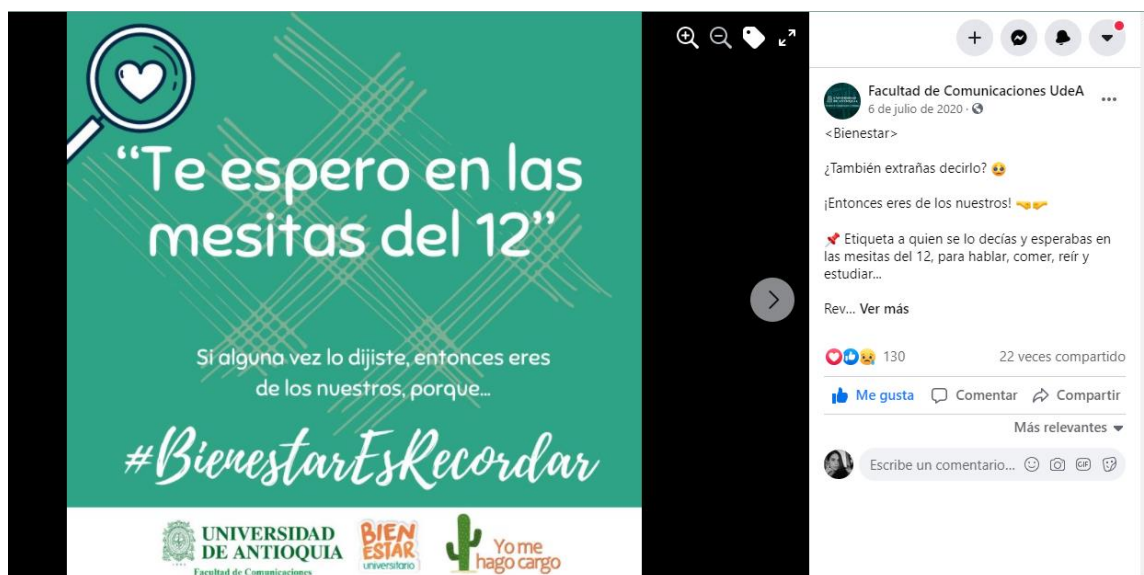 “Te espero en las
mesitas del 12”
Si alguna vez lo dijiste, entonces eres
de los nuestros, porque...
#BienestarEsRecordar
UNIVERSIDAD
DE ANTIOQUIA
Facultad de Comunicaciones
BIEN
ESTAR
universitario
Yo me
hago cargo
Facultad de Comunicaciones UdeA
6 de julio de 2020 ·
<Bienestar>
¿También extrañas decirlo? 🥺
¡Entonces eres de los nuestros! 🤜🤛
📌 Etiqueta a quien se lo decías y esperabas en
las mesitas del 12, para hablar, comer, reír y
estudiar...
Rev... Ver más
130 22 veces compartido
Me gusta Comentar Compartir
Más relevantes
Escribe un comentario... GIF